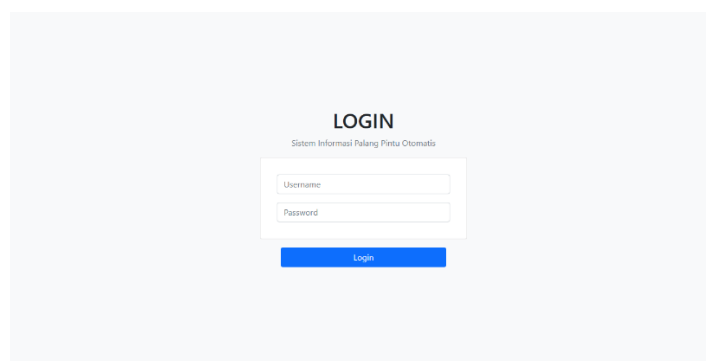 LOGIN
Sistem Informasi Palang Pintu Otomatis
Username
Password
Login